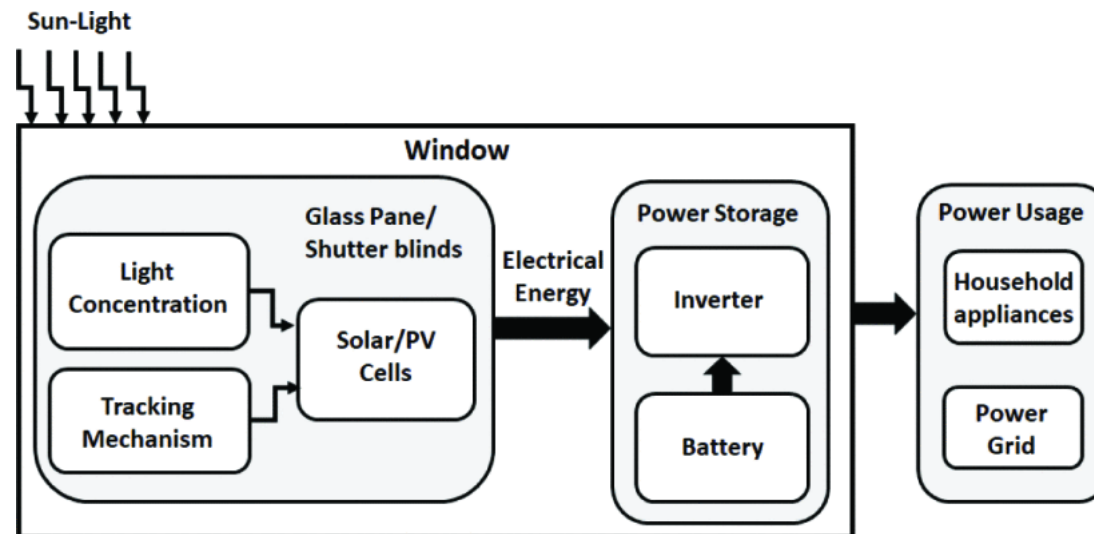 Sun-Light
Window
Glass Pane/
Shutter blinds
Light
Concentration
Solar/PV
Cells
Tracking
Mechanism
Electrical
Energy
Power Storage
Inverter
Battery
Power Usage
Household
appliances
Power
Grid